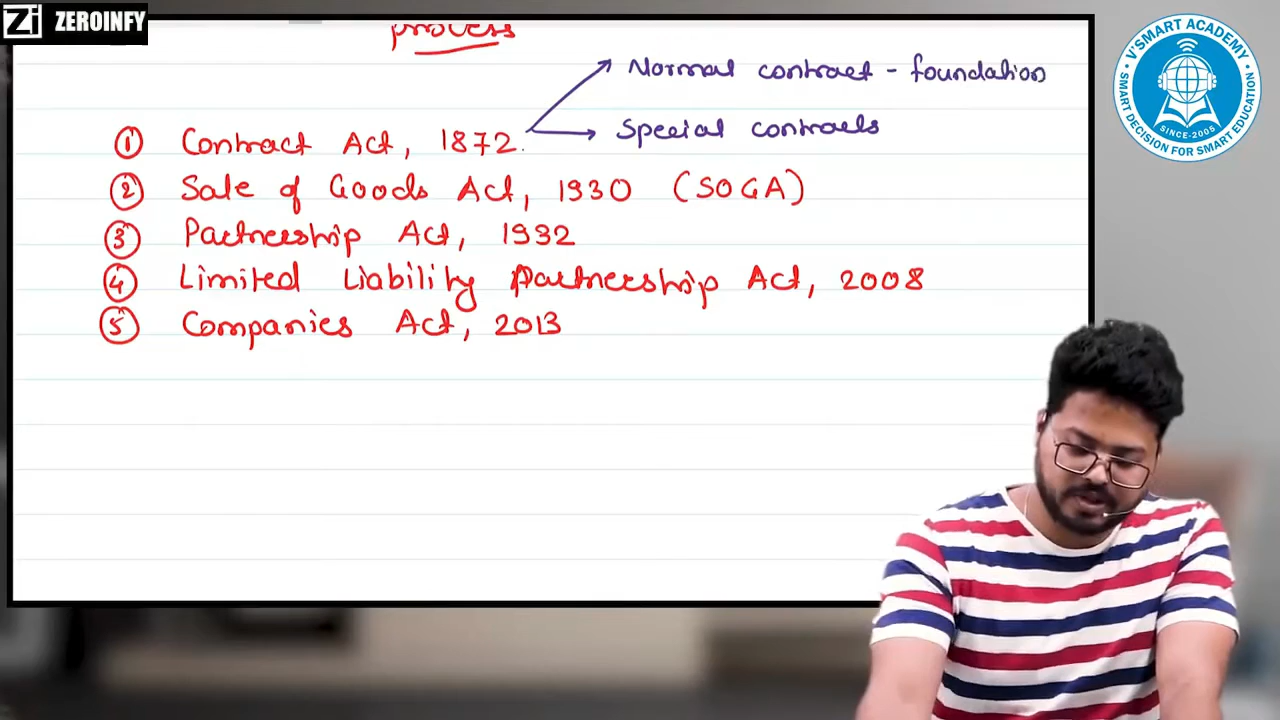 ZEROINFY
process
Normal contract - foundation
Special contracts
① Contract Act, 1872.
② Sale of Goods Act, 1930 (SOGA)
③ Partnership Act, 1932
④ Limited Liability Partnership Act, 2008
⑤ Companies Act, 2013
V'SMART ACADEMY
SINCE-2005
SMART DECISION FOR SMART EDUCATION